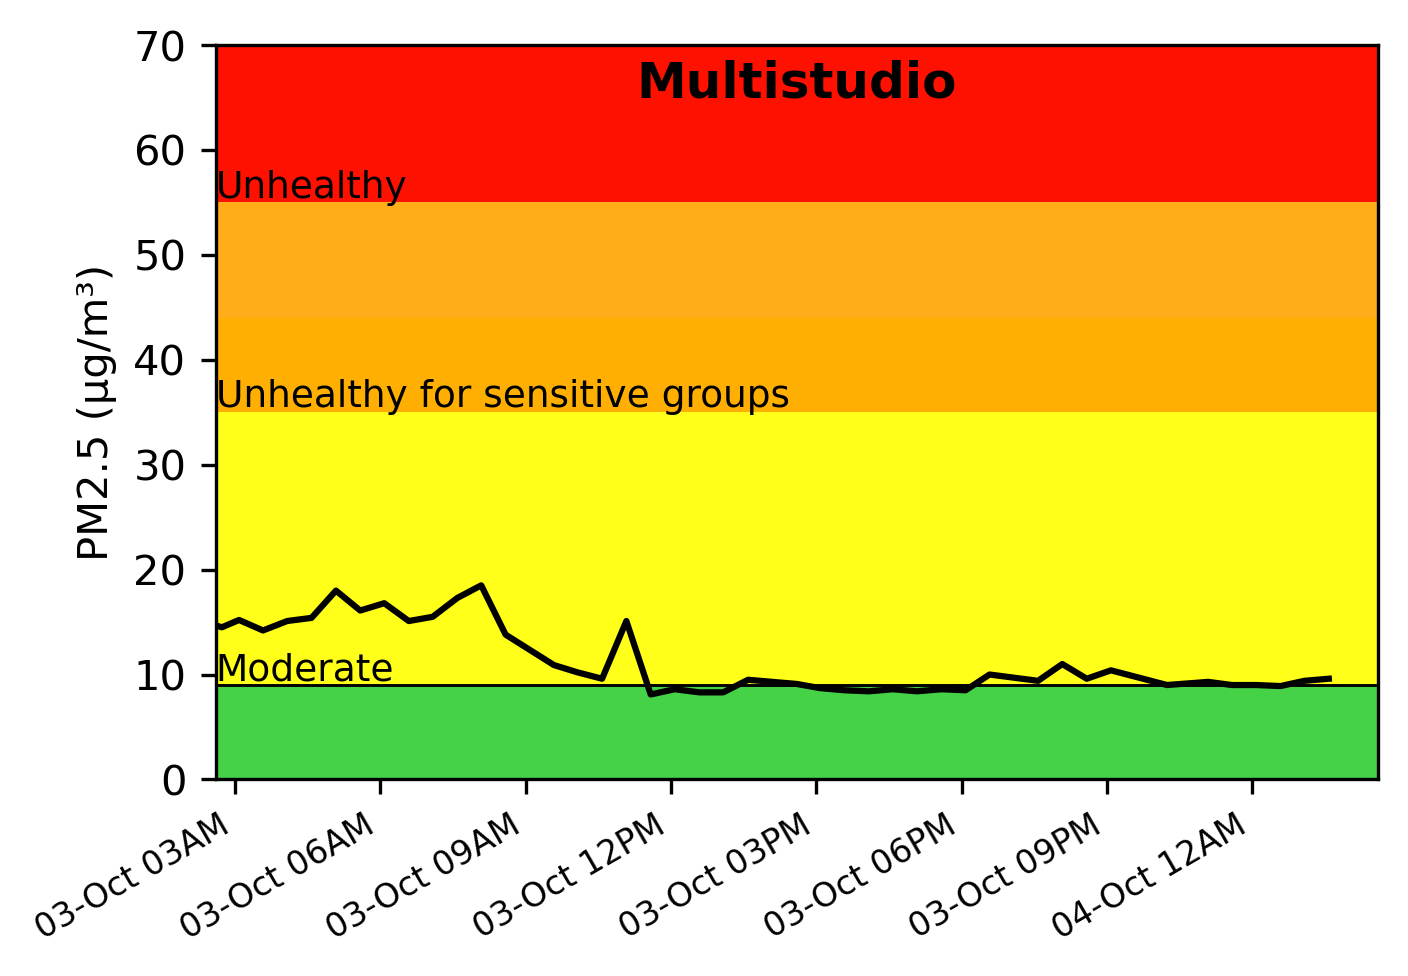 Multistudio
70
60
50
40
30
20
10
0
PM2.5 (µg/m³)
Unhealthy
Unhealthy for sensitive groups
Moderate
03-Oct 03AM
03-Oct 06AM
03-Oct 09AM
03-Oct 12PM
03-Oct 03PM
03-Oct 06PM
03-Oct 09PM
04-Oct 12AM